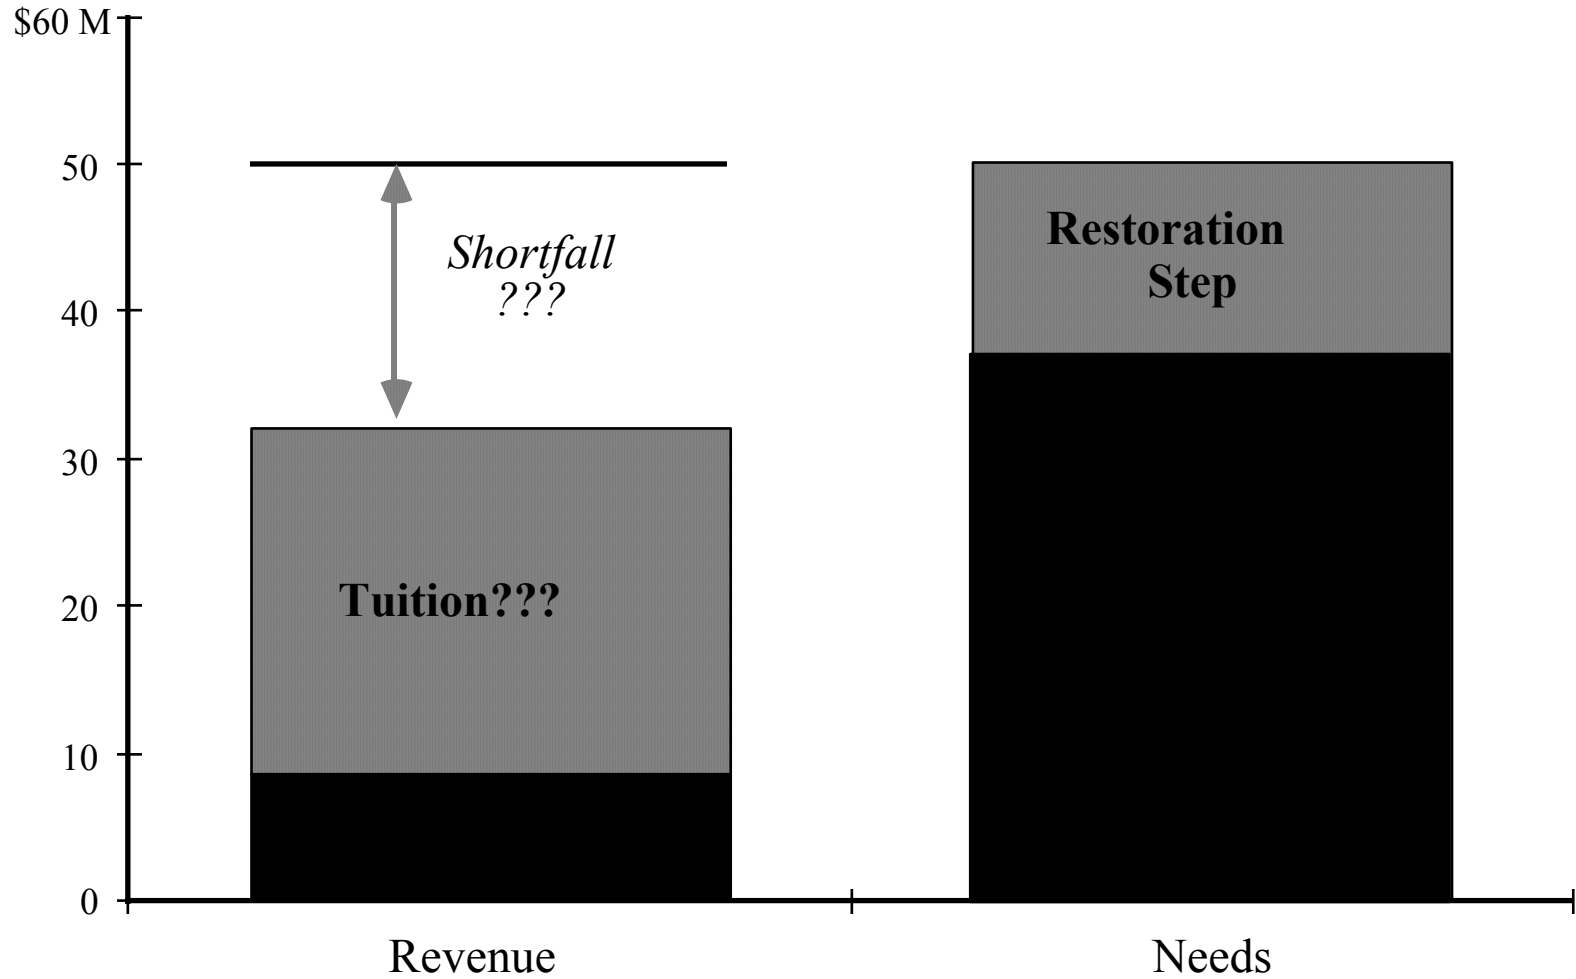 $60 M
50
40
30
20
10
0
Shortfall
???
Tuition???
Restoration
Step
Revenue
Needs